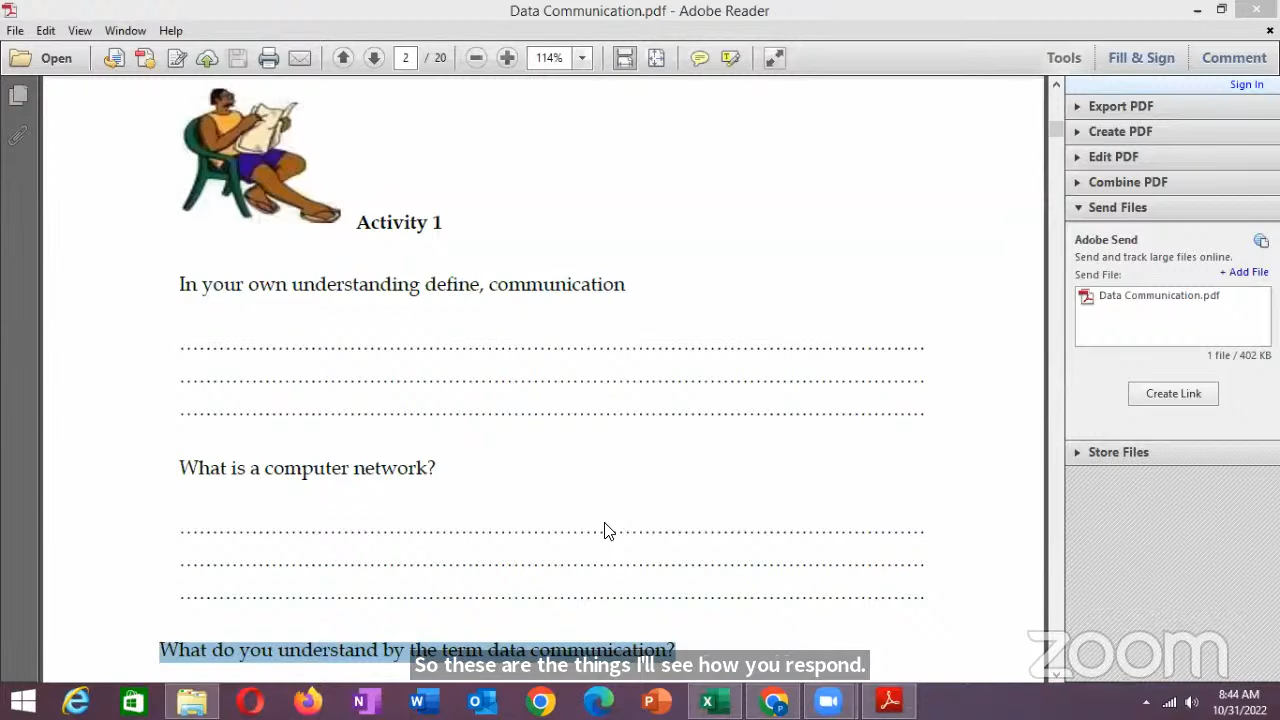 Data Communication.pdf - Adobe Reader
File Edit View Window Help
Open 2 / 20 114% Tools Fill & Sign Comment
Sign In
Export PDF
Create PDF
Edit PDF
Combine PDF
Send Files
Adobe Send
Send and track large files online.
Send File: + Add File
Data Communication.pdf
1 file / 402 KB
Create Link
Store Files
Activity 1
In your own understanding define, communication
What is a computer network?
What do you understand by the term data communication?
So these are the things I'll see how you respond.
zoom
8:44 AM
10/31/2022